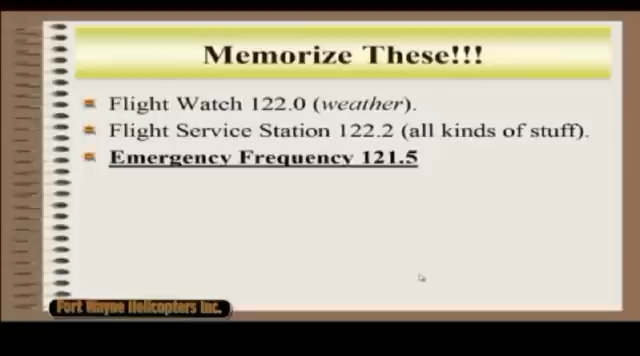 Memorize These!!!
Flight Watch 122.0 (weather).
Flight Service Station 122.2 (all kinds of stuff).
Emergency Frequency 121.5
Fort Wayne Helicopters Inc.